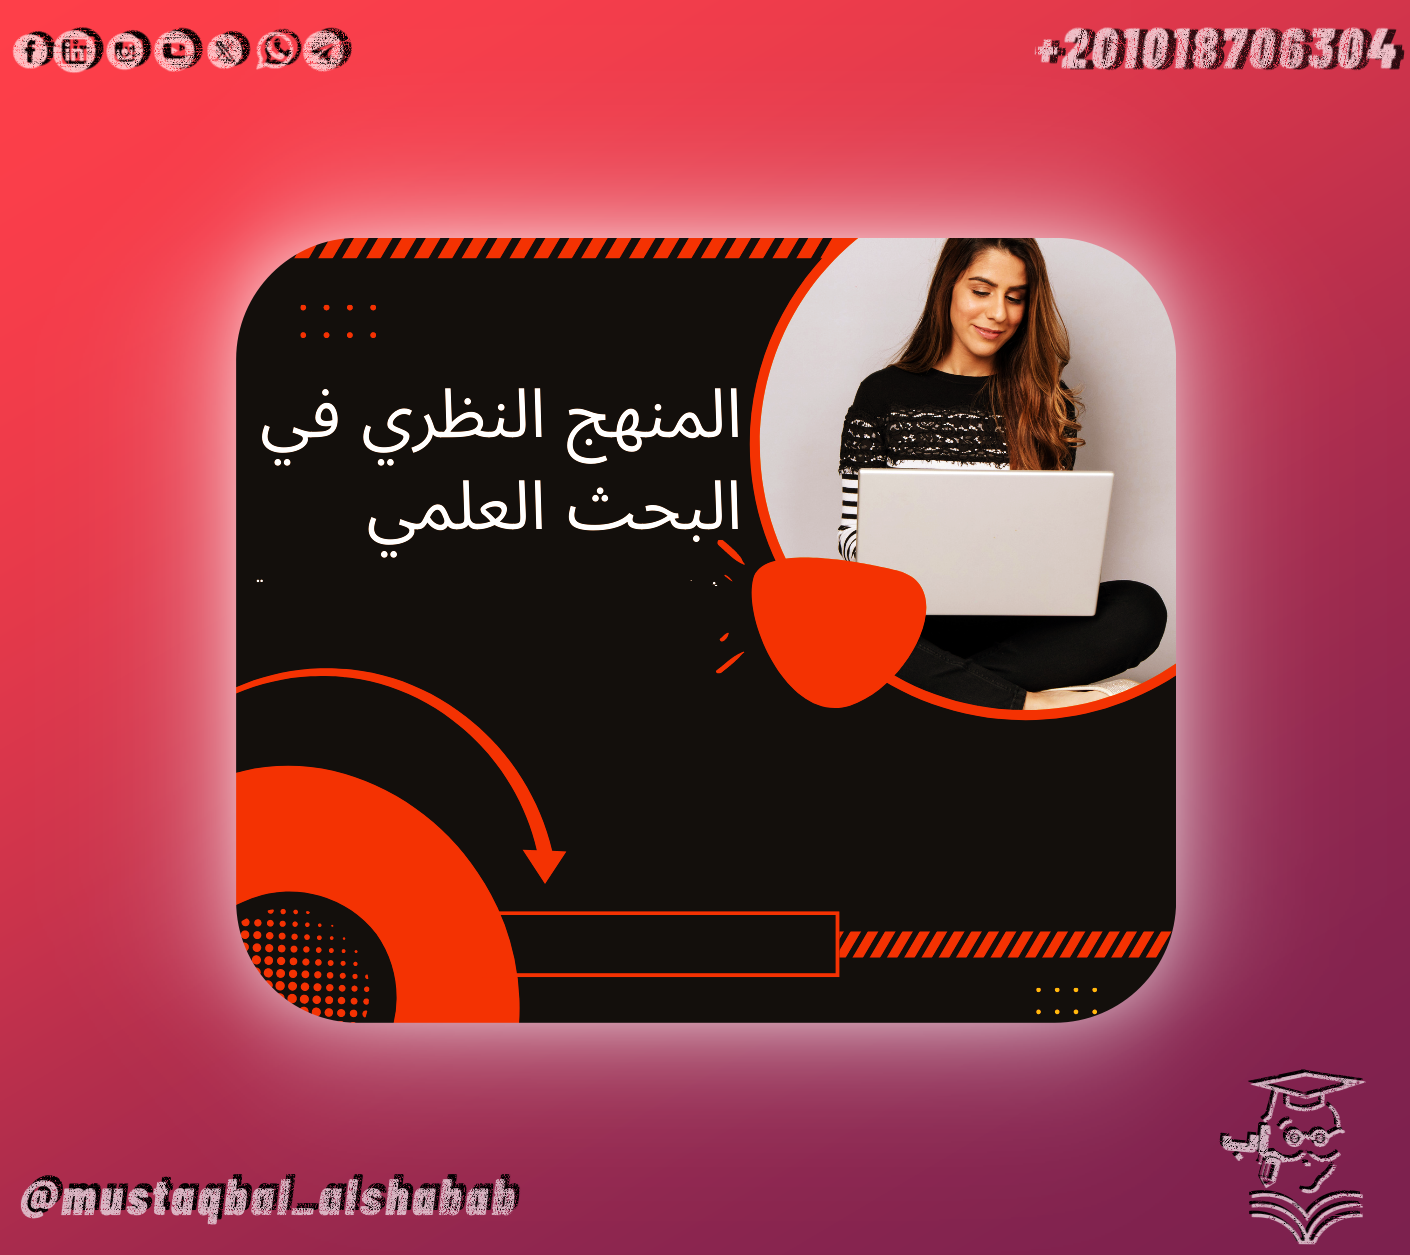 +201018706304
المنهج النظري في
البحث العلمي
@mustaqbal_alshabab